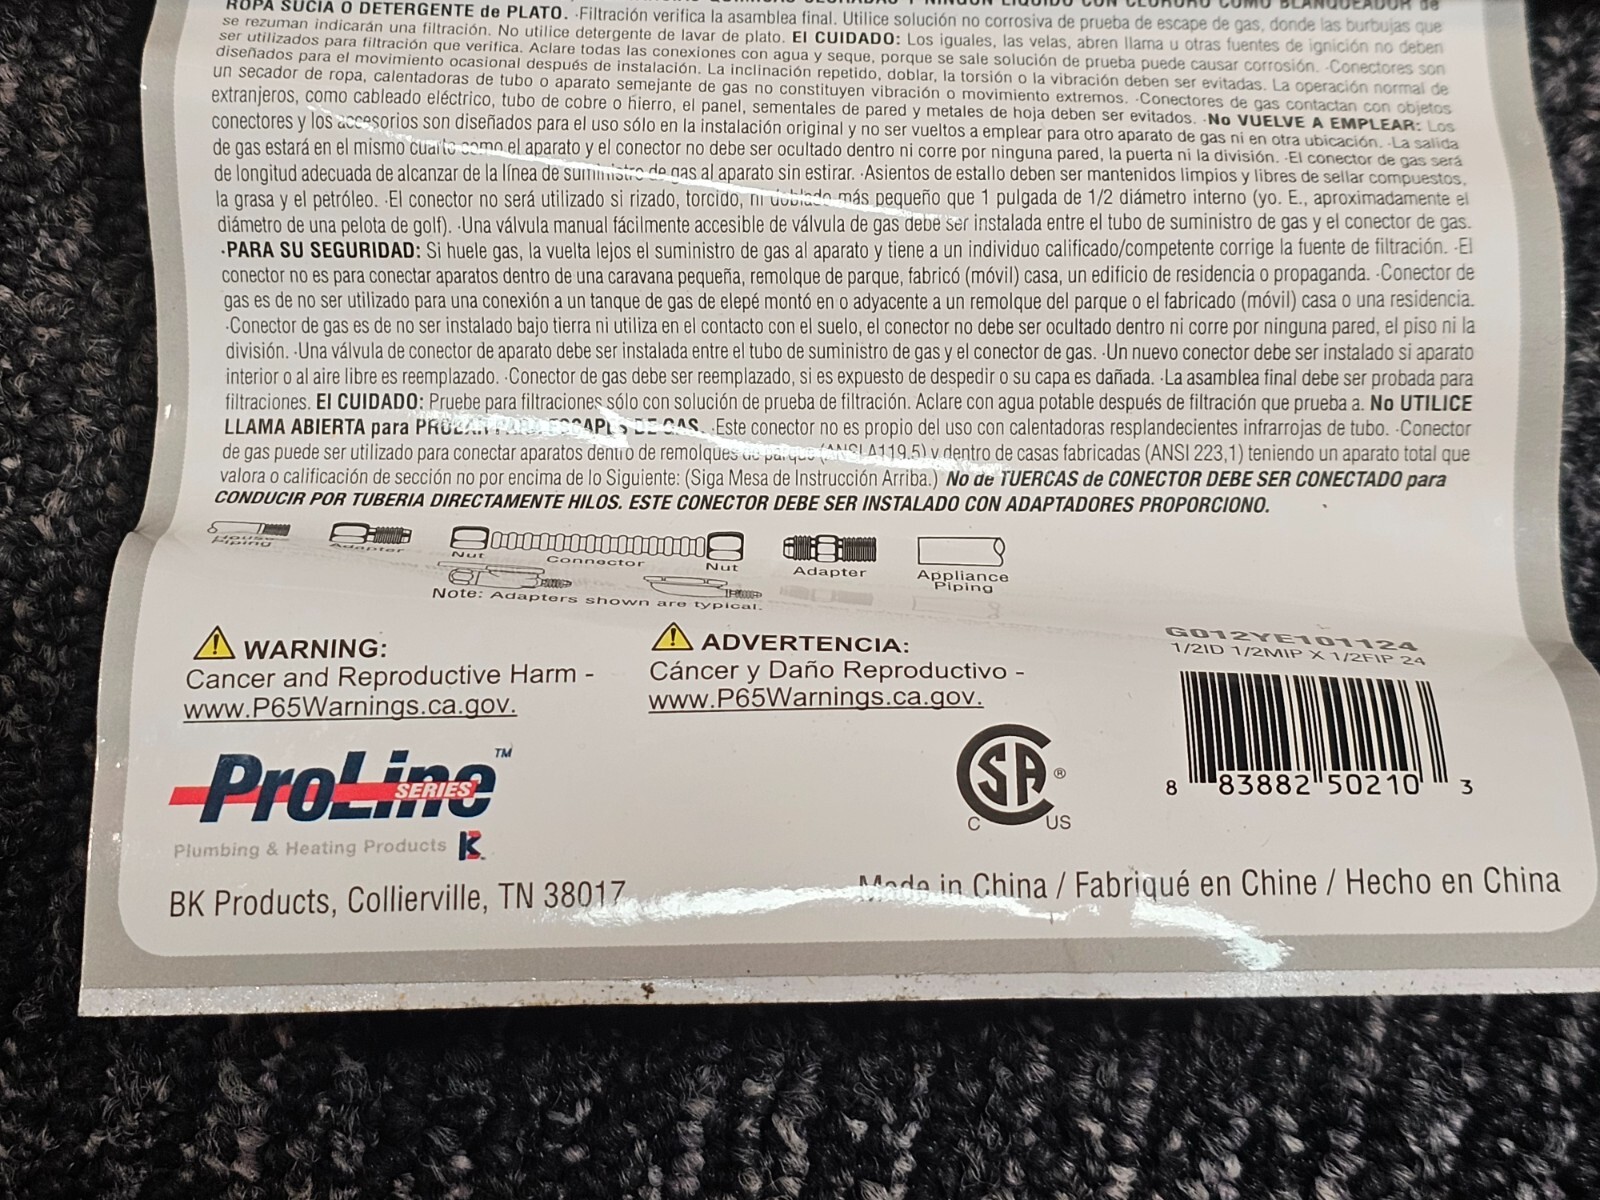 ROPA SUCIA O DETERGENTE de PLATO. ·Filtración verifica la asamblea final. Utilice solución no corrosiva de prueba de escape de gas, donde las burbujas que
se rezuman indicarán una filtración. No utilice detergente de lavar de plato. El CUIDADO: Los iguales, las velas, abren llama u otras fuentes de ignición no deben
ser utilizados para filtración que verifica. Aclare todas las conexiones con agua y seque, porque se sale solución de prueba puede causar corrosión. ·Conectores son
diseñados para el movimiento ocasional después de instalación. La inclinación repetido, doblar, la torsión o la vibración deben ser evitadas. La operación normal de
un secador de ropa, calentadoras de tubo o aparato semejante de gas no constituyen vibración o movimiento extremos. ·Conectores de gas contactan con objetos
extranjeros, como cableado eléctrico, tubo de cobre o hierro, el panel, sementales de pared y metales de hoja deben ser evitados. ·No VUELVE A EMPLEAR: Los
conectores y los accesorios son diseñados para el uso sólo en la instalación original y no ser vueltos a emplear para otro aparato de gas ni en otra ubicación. ·La salida
de gas estará en el mismo cuarto como el aparato y el conector no debe ser ocultado dentro ni corre por ninguna pared, la puerta ni la división. ·El conector de gas será
de longitud adecuada de alcanzar de la línea de suministro de gas al aparato sin estirar. ·Asientos de estallo deben ser mantenidos limpios y libres de sellar compuestos,
la grasa y el petróleo. ·El conector no será utilizado si rizado, torcido, ni doblado más pequeño que 1 pulgada de 1/2 diámetro interno (yo. E., aproximadamente el
diámetro de una pelota de golf). ·Una válvula manual fácilmente accesible de válvula de gas debe ser instalada entre el tubo de suministro de gas y el conector de gas.
·PARA SU SEGURIDAD: Si huele gas, la vuelta lejos el suministro de gas al aparato y tiene a un individuo calificado/competente corrige la fuente de filtración. ·El
conector no es para conectar aparatos dentro de una caravana pequeña, remolque de parque, fabricó (móvil) casa, un edificio de residencia o propaganda. ·Conector de
gas es de no ser utilizado para una conexión a un tanque de gas de elepé montó en o adyacente a un remolque del parque o el fabricado (móvil) casa o una residencia.
·Conector de gas es de no ser instalado bajo tierra ni utiliza en el contacto con el suelo, el conector no debe ser ocultado dentro ni corre por ninguna pared, el piso ni la
división. ·Una válvula de conector de aparato debe ser instalada entre el tubo de suministro de gas y el conector de gas. ·Un nuevo conector debe ser instalado si aparato
interior o al aire libre es reemplazado. ·Conector de gas debe ser reemplazado, si es expuesto de despedir o su capa es dañada. ·La asamblea final debe ser probada para
filtraciones. El CUIDADO: Pruebe para filtraciones sólo con solución de prueba de filtración. Aclare con agua potable después de filtración que prueba a. No UTILICE
LLAMA ABIERTA para PROBAR PARA ESCAPES DE GAS. ·Este conector no es propio del uso con calentadoras resplandecientes infrarrojas de tubo. ·Conector
de gas puede ser utilizado para conectar aparatos dentro de remolques de parque (ANSI A119.5) y dentro de casas fabricadas (ANSI 223,1) teniendo un aparato total que
valora o calificación de sección no por encima de lo Siguiente: (Siga Mesa de Instrucción Arriba.) No de TUERCAS de CONECTOR DEBE SER CONECTADO para
CONDUCIR POR TUBERIA DIRECTAMENTE HILOS. ESTE CONECTOR DEBE SER INSTALADO CON ADAPTADORES PROPORCIONO.
House Piping
Adapter
Nut
Connector
Nut
Adapter
Appliance
Piping
Note: Adapters shown are typical.
WARNING:
Cancer and Reproductive Harm -
www.P65Warnings.ca.gov.
ADVERTENCIA:
Cáncer y Daño Reproductivo -
www.P65Warnings.ca.gov.
G012YE101124
1/2ID 1/2MIP X 1/2FIP 24
8 83882 50210 3
ProLine™
SERIES
Plumbing & Heating Products BK
SA®
C US
BK Products, Collierville, TN 38017
Made in China / Fabriqué en Chine / Hecho en China